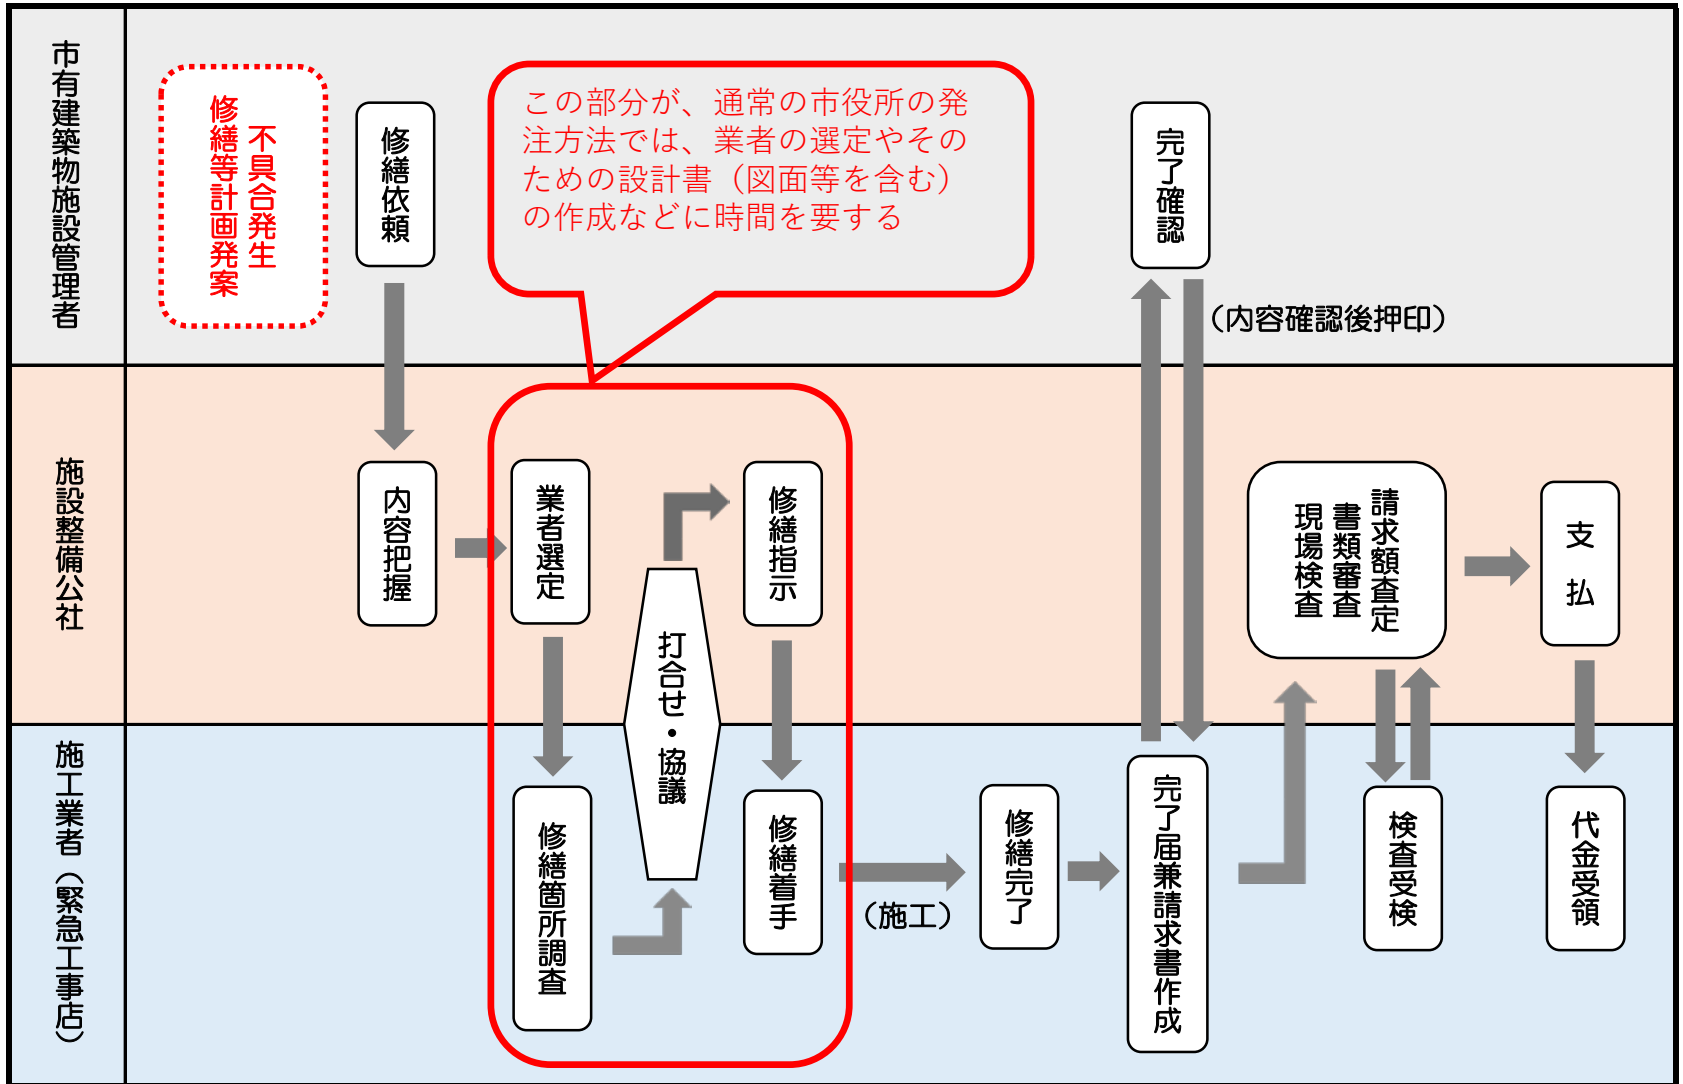 市有建築物施設管理者
不具合発生
修繕等計画発案
修繕依頼
この部分が、通常の市役所の発
注方法では、業者の選定やその
ための設計書（図面等を含む）
の作成などに時間を要する
完了確認
（内容確認後押印）
施設整備公社
内容把握
業者選定
打合せ・協議
修繕指示
請求額査定
書類審査
現場検査
支払
施工業者（緊急工事店）
修繕箇所調査
修繕着手
（施工）
修繕完了
完了届兼請求書作成
検査受検
代金受領